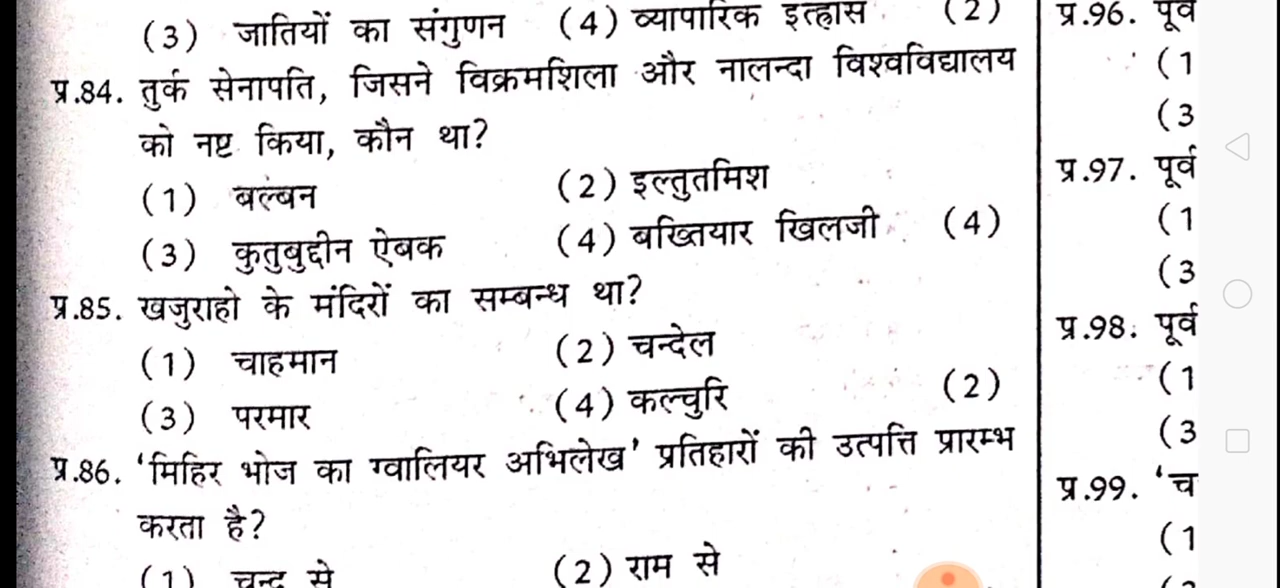 (3) जातियों का संगुणन (4) व्यापारिक इत्हास (2)
प्र.84. तुर्क सेनापति, जिसने विक्रमशिला और नालन्दा विश्वविद्यालय
को नष्ट किया, कौन था?
(1) बल्बन (2) इल्तुतमिश
(3) कुतुबुद्दीन ऐबक (4) बख्तियार खिलजी (4)
प्र.85. खजुराहो के मंदिरों का सम्बन्ध था?
(1) चाहमान (2) चन्देल
(3) परमार (4) कल्चुरि (2)
प्र.86. 'मिहिर भोज का ग्वालियर अभिलेख' प्रतिहारों की उत्पत्ति प्रारम्भ
करता है?
(1) चन्द्र से (2) राम से
प्र.96. पूर्व
(1
(3
प्र.97. पूर्व
(1
(3
प्र.98. पूर्व
(1
(3
प्र.99. 'च
(1